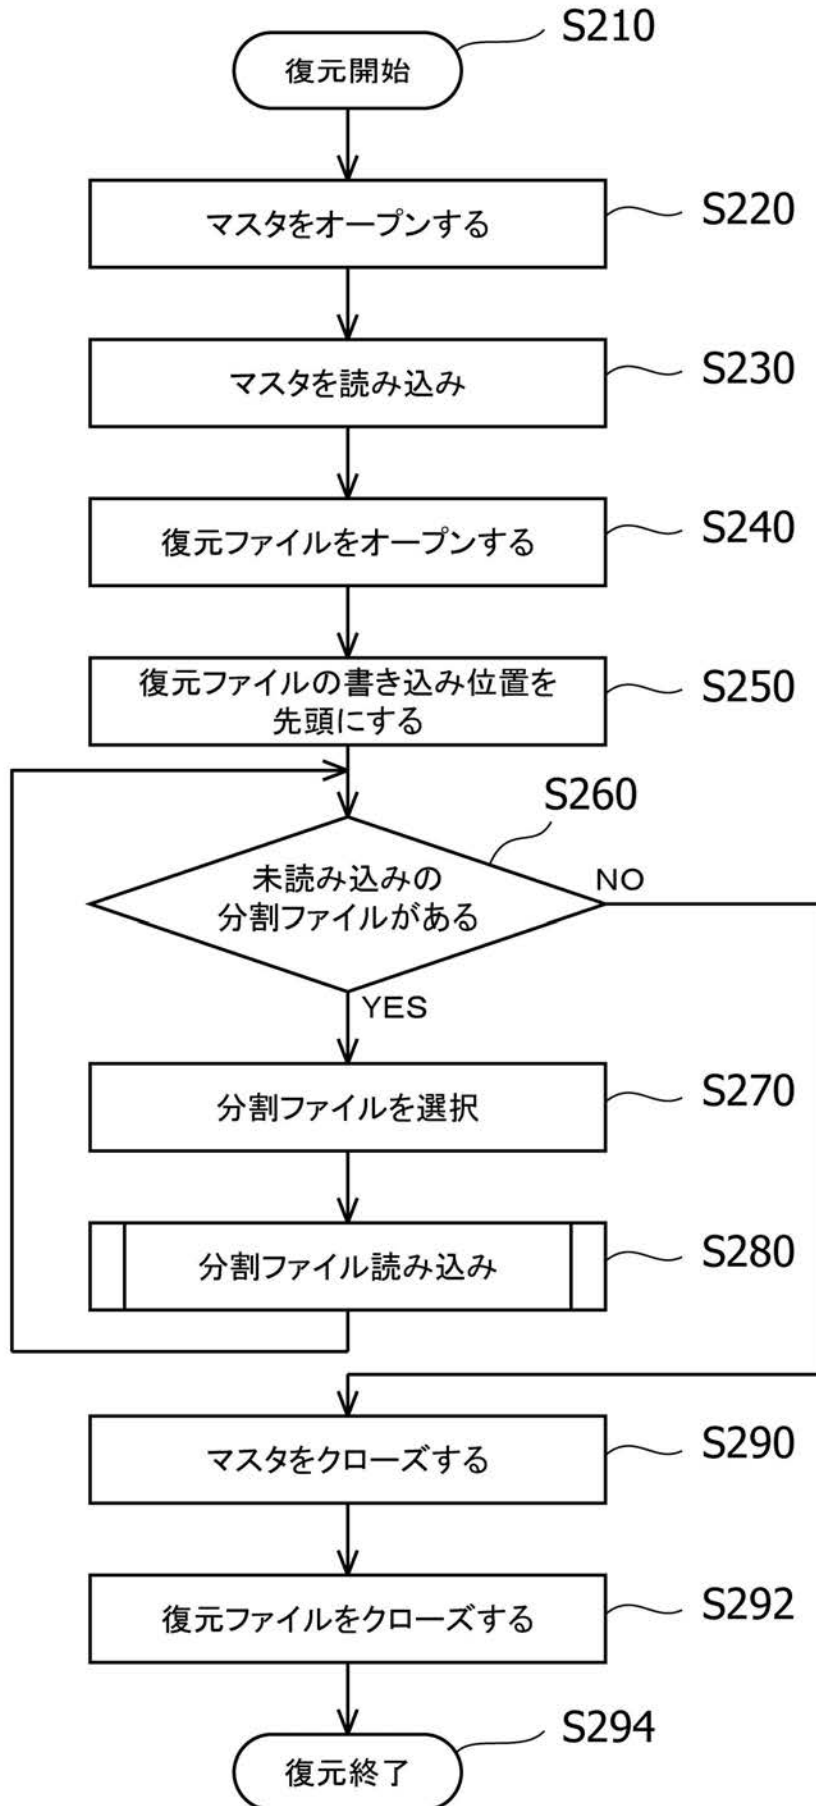 S210
復元開始
マスタをオープンする
S220
マスタを読み込み
S230
復元ファイルをオープンする
S240
復元ファイルの書き込み位置を
先頭にする
S250
S260
未読み込みの
分割ファイルがある
NO
YES
分割ファイルを選択
S270
分割ファイル読み込み
S280
マスタをクローズする
S290
復元ファイルをクローズする
S292
S294
復元終了